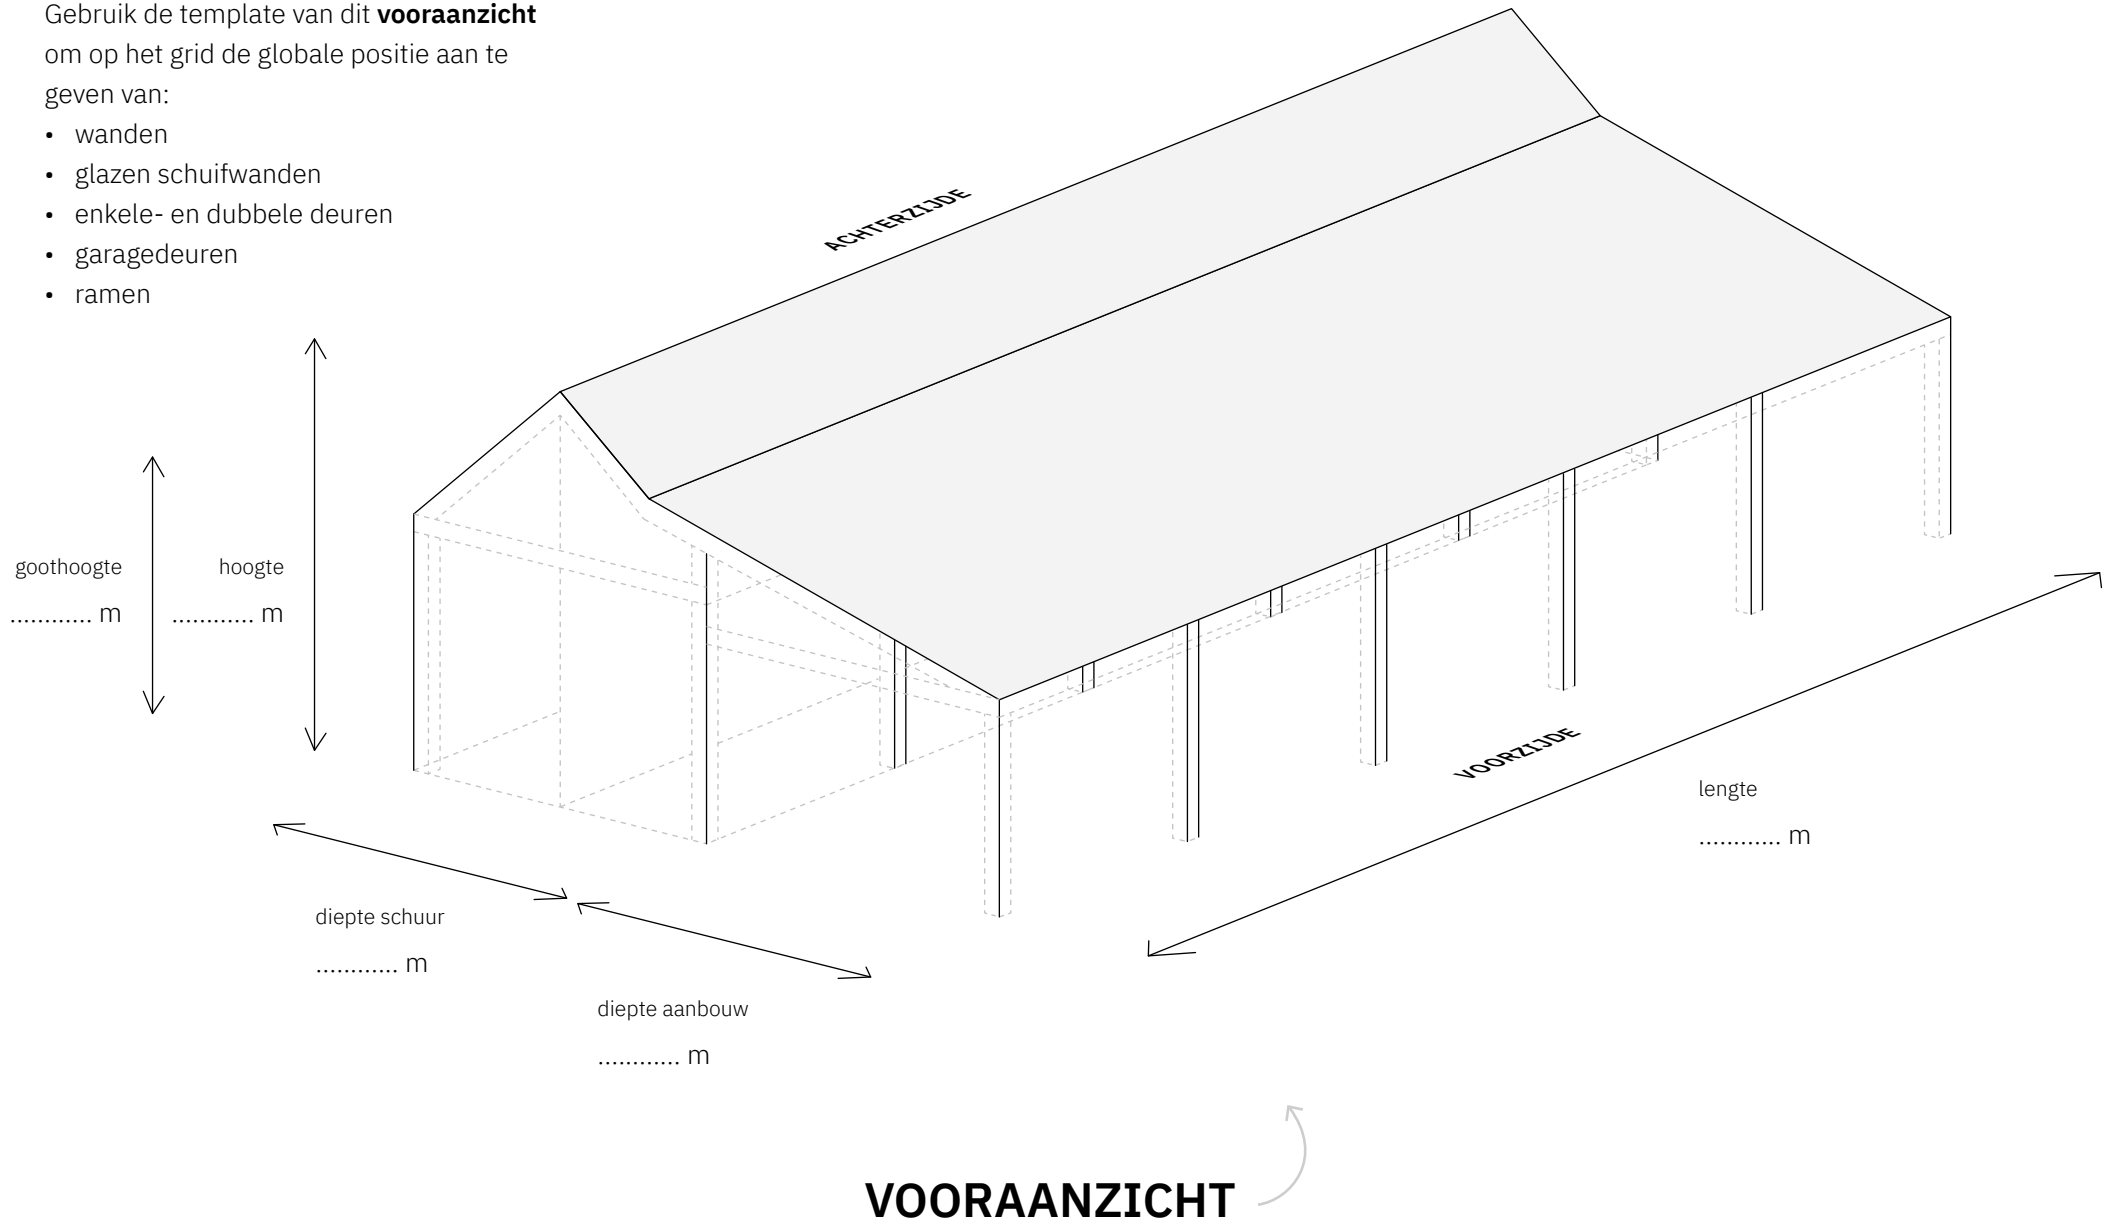 Gebruik de template van dit vooraanzicht
om op het grid de globale positie aan te
geven van:
• wanden
• glazen schuifwanden
• enkele- en dubbele deuren
• garagedeuren
• ramen
ACHTERZIJDE
goothoogte
............ m
hoogte
............ m
VOORZIJDE
lengte
............ m
diepte schuur
............ m
diepte aanbouw
............ m
VOORAANZICHT